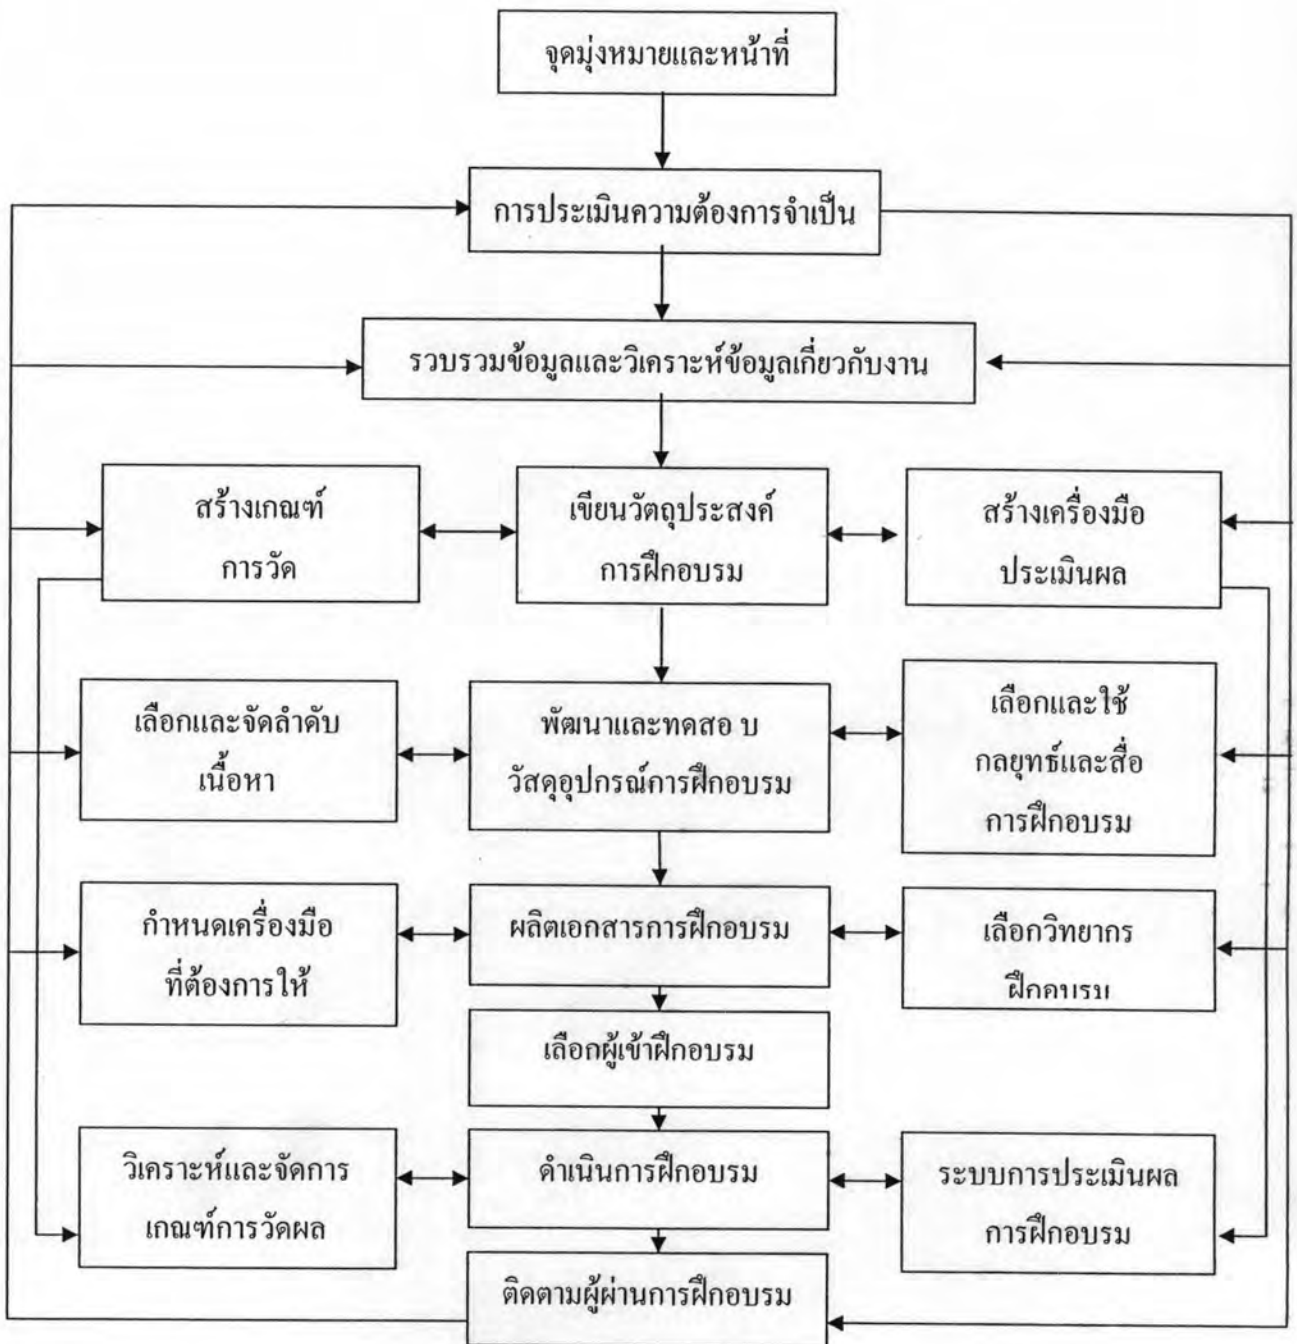 จุดมุ่งหมายและหน้าที่
การประเมินความต้องการจำเป็น
รวบรวมข้อมูลและวิเคราะห์ข้อมูลเกี่ยวกับงาน
สร้างเกณฑ์
การวัด
เขียนวัตถุประสงค์
การฝึกอบรม
สร้างเครื่องมือ
ประเมินผล
เลือกและจัดลำดับ
เนื้อหา
พัฒนาและทดสอ บ
วัสดุอุปกรณ์การฝึกอบรม
เลือกและใช้
กลยุทธ์และสื่อ
การฝึกอบรม
กำหนดเครื่องมือ
ที่ต้องการให้
ผลิตเอกสารการฝึกอบรม
เลือกวิทยากร
ฝึกอบรม
เลือกผู้เข้าฝึกอบรม
วิเคราะห์และจัดการ
เกณฑ์การวัดผล
ดำเนินการฝึกอบรม
ระบบการประเมินผล
การฝึกอบรม
ติดตามผู้ผ่านการฝึกอบรม